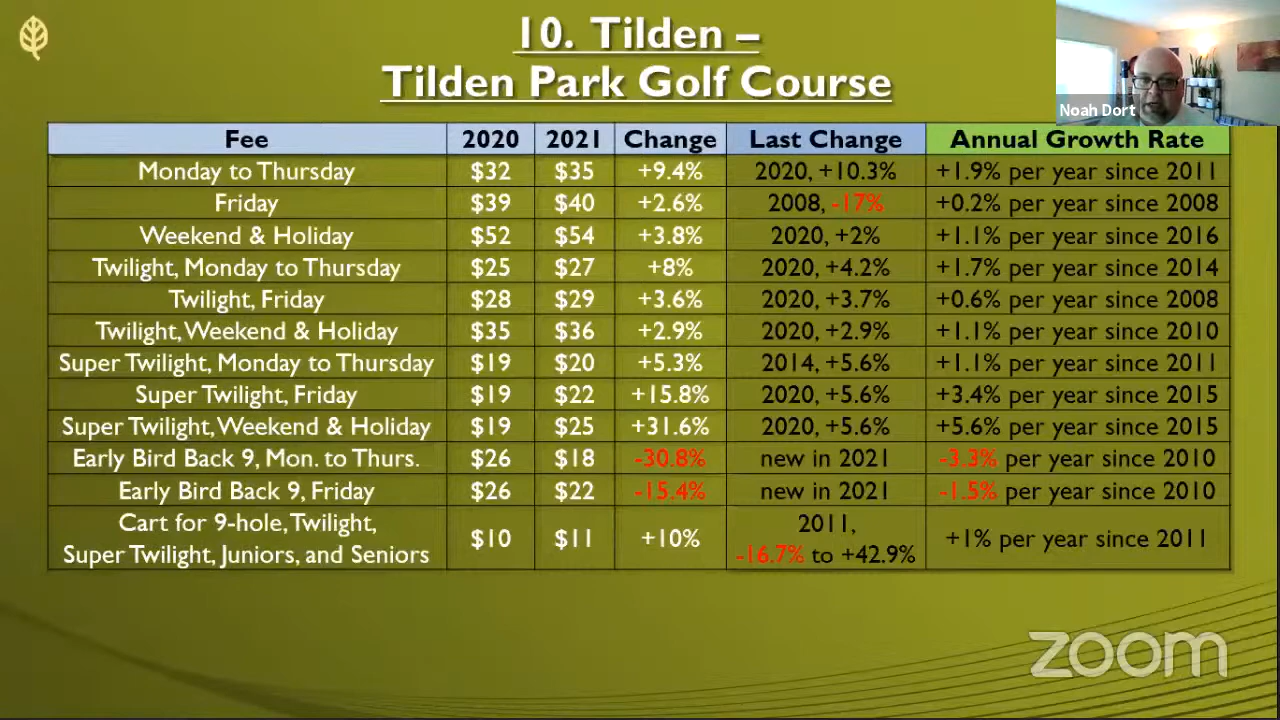 10. Tilden –
Tilden Park Golf Course
Noah Dort
Fee 2020 2021 Change Last Change Annual Growth Rate
Monday to Thursday $32 $35 +9.4% 2020, +10.3% +1.9% per year since 2011
Friday $39 $40 +2.6% 2008, -17% +0.2% per year since 2008
Weekend & Holiday $52 $54 +3.8% 2020, +2% +1.1% per year since 2016
Twilight, Monday to Thursday $25 $27 +8% 2020, +4.2% +1.7% per year since 2014
Twilight, Friday $28 $29 +3.6% 2020, +3.7% +0.6% per year since 2008
Twilight, Weekend & Holiday $35 $36 +2.9% 2020, +2.9% +1.1% per year since 2010
Super Twilight, Monday to Thursday $19 $20 +5.3% 2014, +5.6% +1.1% per year since 2011
Super Twilight, Friday $19 $22 +15.8% 2020, +5.6% +3.4% per year since 2015
Super Twilight, Weekend & Holiday $19 $25 +31.6% 2020, +5.6% +5.6% per year since 2015
Early Bird Back 9, Mon. to Thurs. $26 $18 -30.8% new in 2021 -3.3% per year since 2010
Early Bird Back 9, Friday $26 $22 -15.4% new in 2021 -1.5% per year since 2010
Cart for 9-hole, Twilight,
Super Twilight, Juniors, and Seniors $10 $11 +10% 2011,
-16.7% to +42.9% +1% per year since 2011
zoom